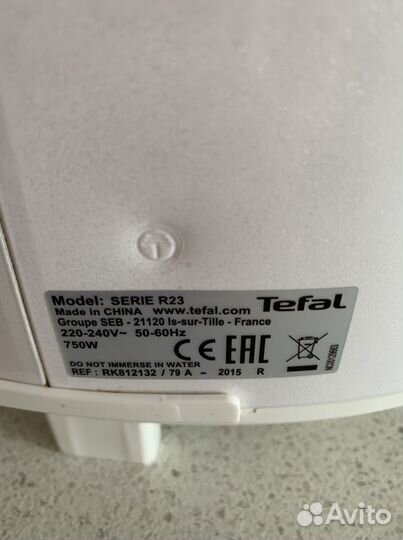 Model: SERIE R23
Tefal
Made in CHINA www.tefal.com
Groupe SEB - 21120 Is-sur-Tille - France
220-240V~ 50-60Hz
750W
CE EAC
DO NOT IMMERSE IN WATER
REF : RK812132 / 79 A - 2015 R
Avito